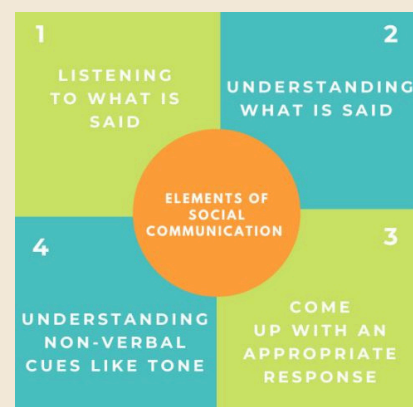 1
LISTENING
TO WHAT IS
SAID
2
UNDERSTANDING
WHAT IS SAID
ELEMENTS OF
SOCIAL
COMMUNICATION
3
COME
UP WITH AN
APPROPRIATE
RESPONSE
4
UNDERSTANDING
NON-VERBAL
CUES LIKE TONE